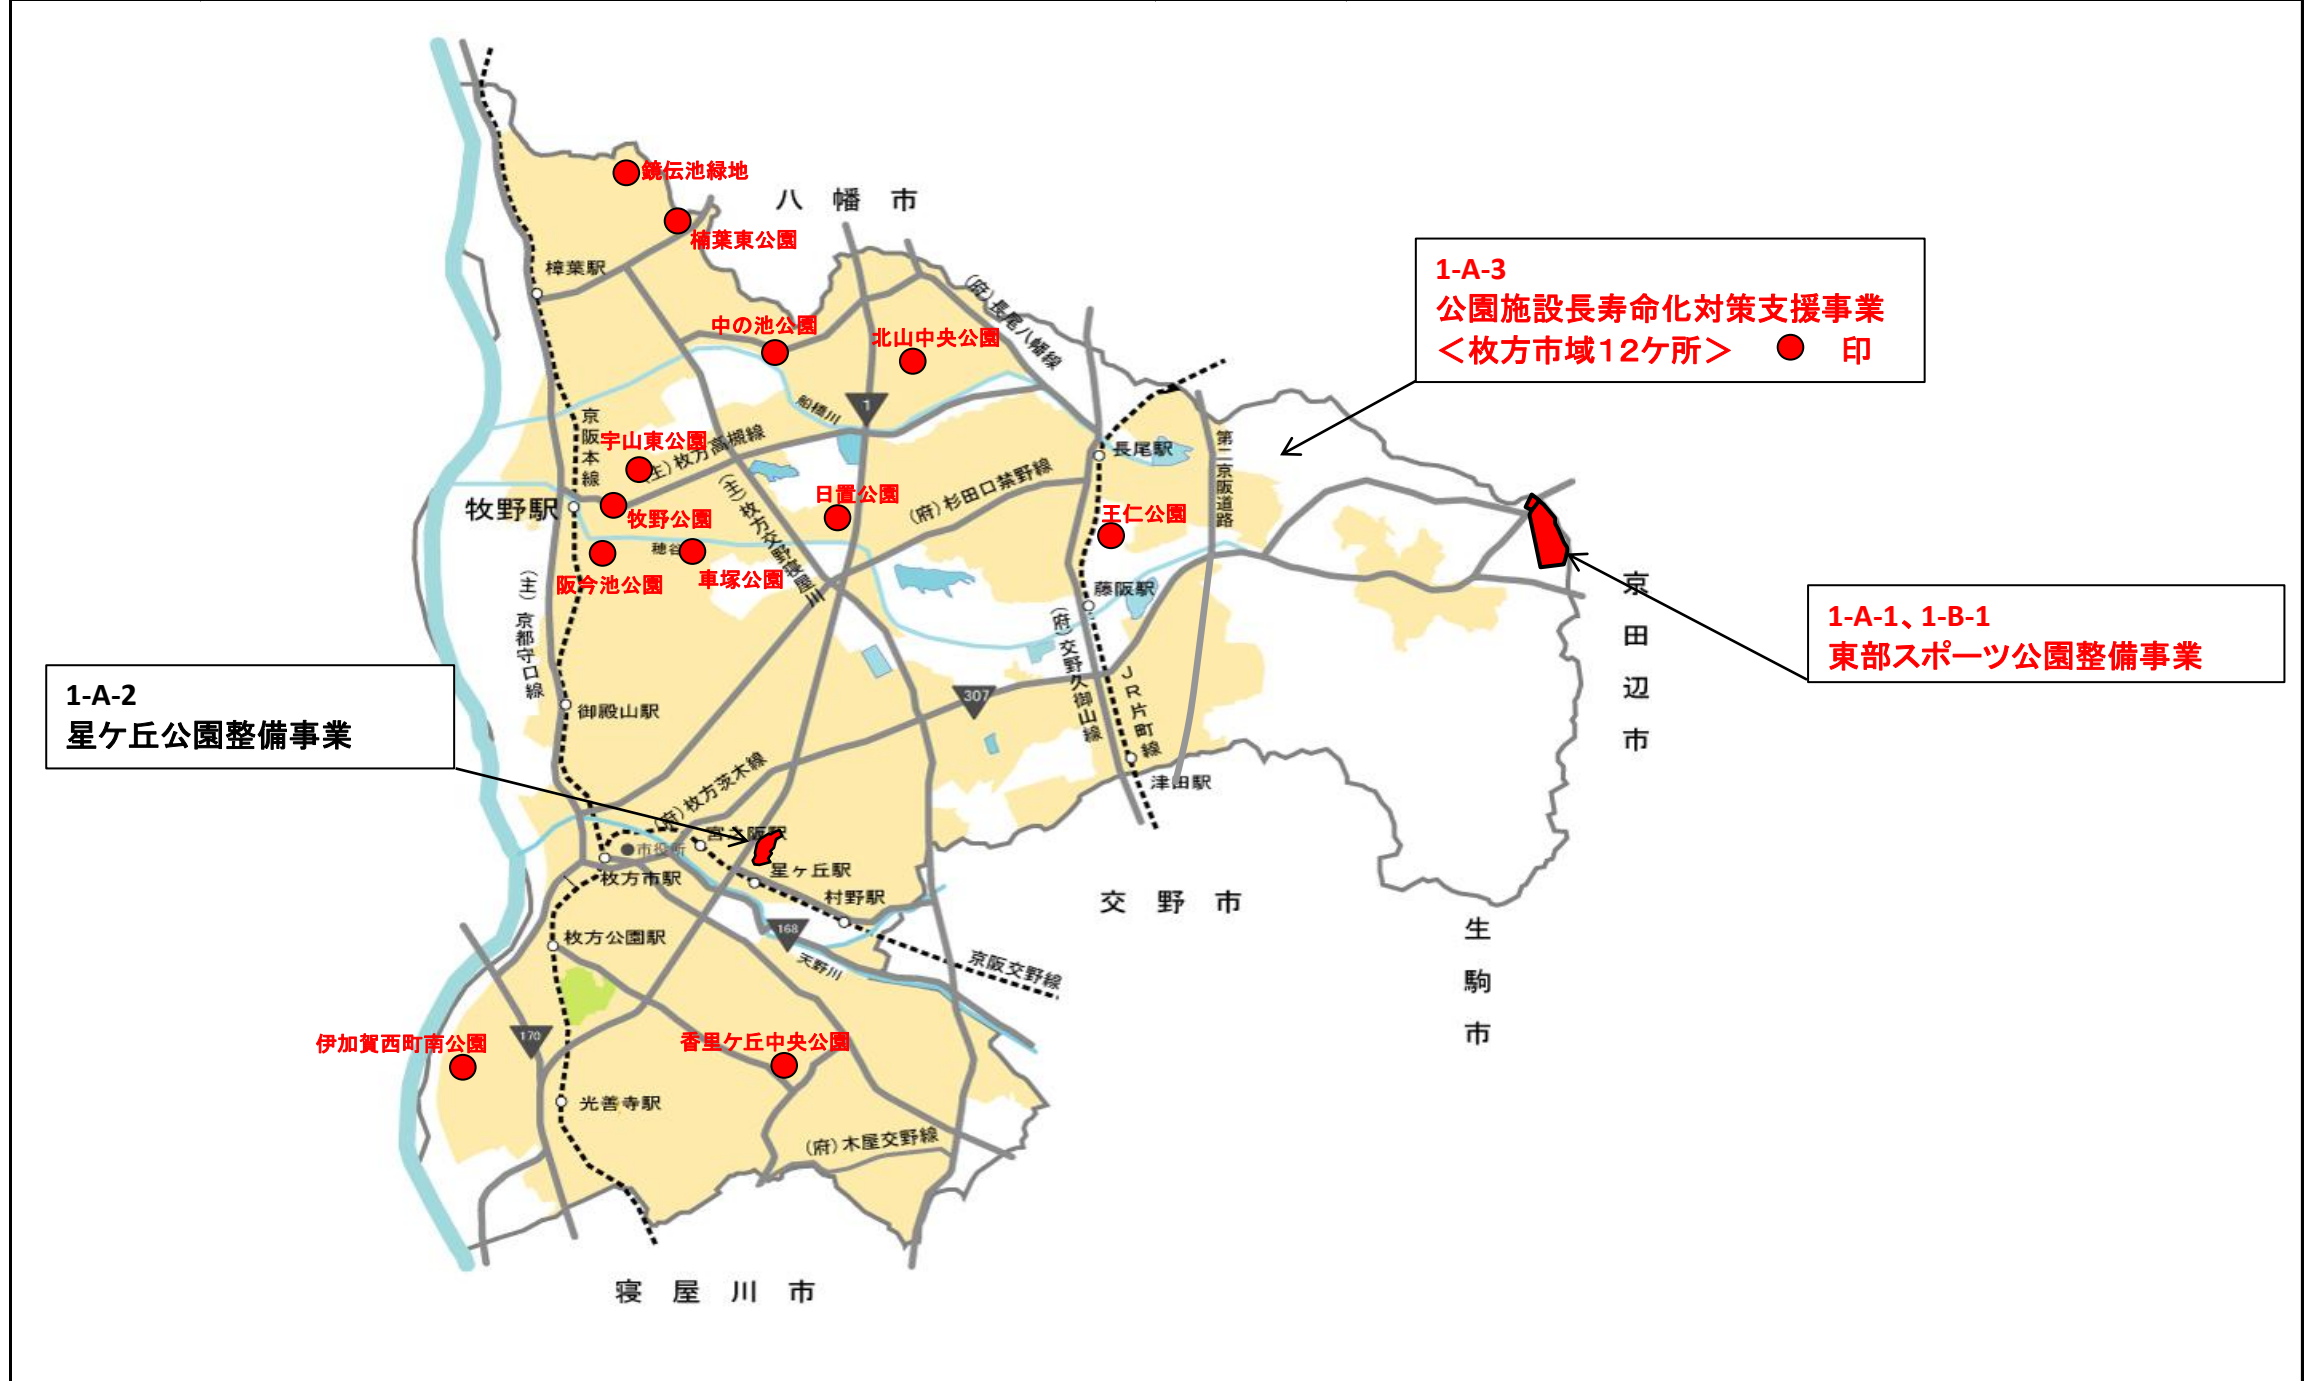 鏡伝池緑地
八幡市
楠葉東公園
樟葉駅
1-A-3
公園施設長寿命化対策支援事業
＜枚方市域１２ケ所＞ 印
(府)長尾八幡線
中の池公園
北山中央公園
船橋川
1
京阪本線
宇山東公園
(主)枚方高槻線
長尾駅
第二京阪道路
(府)杉田口禁野線
日置公園
牧野駅
牧野公園
王仁公園
(主)枚方交野寝屋川
穂谷
阪今池公園
車塚公園
藤阪駅
京田辺市
(主)京都守口線
(府)交野久御山線
1-A-1、1-B-1
東部スポーツ公園整備事業
1-A-2
星ケ丘公園整備事業
307
JR片町線
御殿山駅
津田駅
(府)枚方茨木線
宮之阪駅
市役所
枚方市駅
星ヶ丘駅
村野駅
交野市
168
生駒市
枚方公園駅
天野川
京阪交野線
170
伊加賀西町南公園
香里ケ丘中央公園
光善寺駅
(府)木屋交野線
寝屋川市